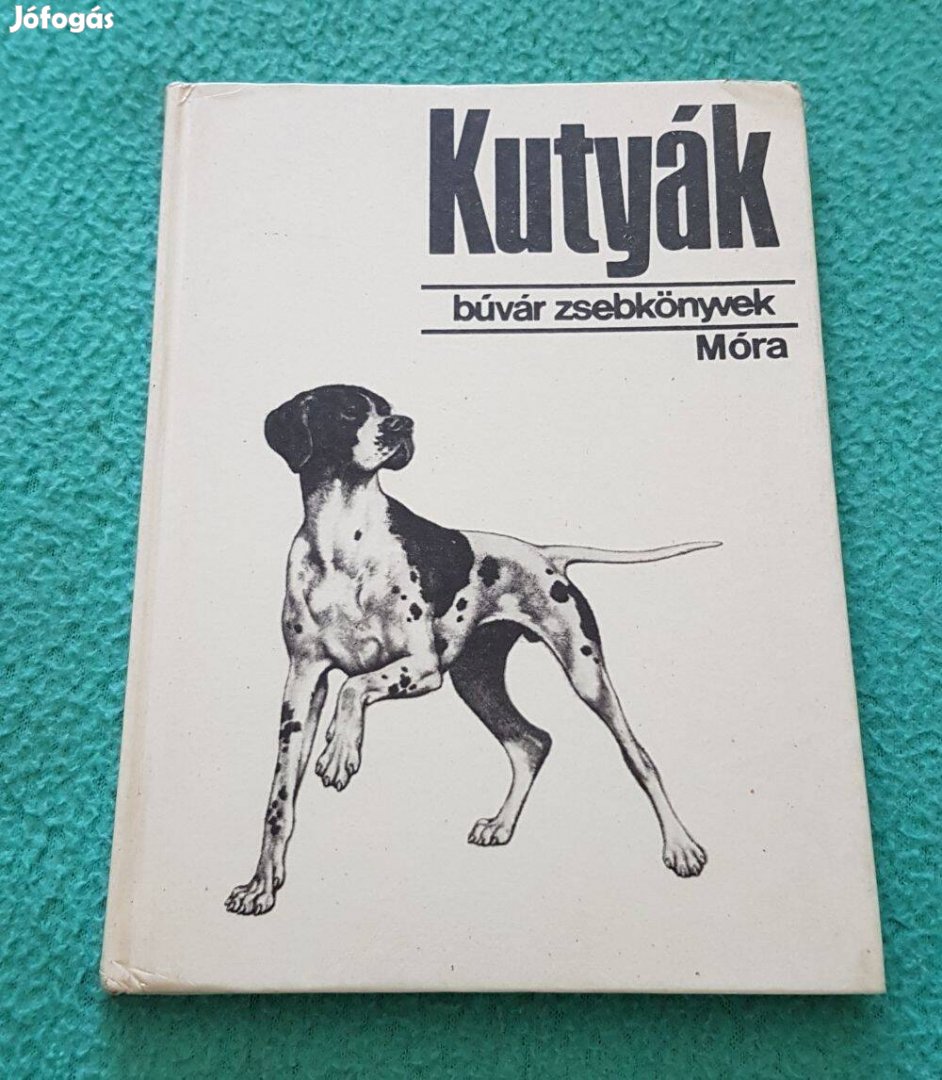 Jófogás
Kutyák
búvár zsebkönyvek
Móra